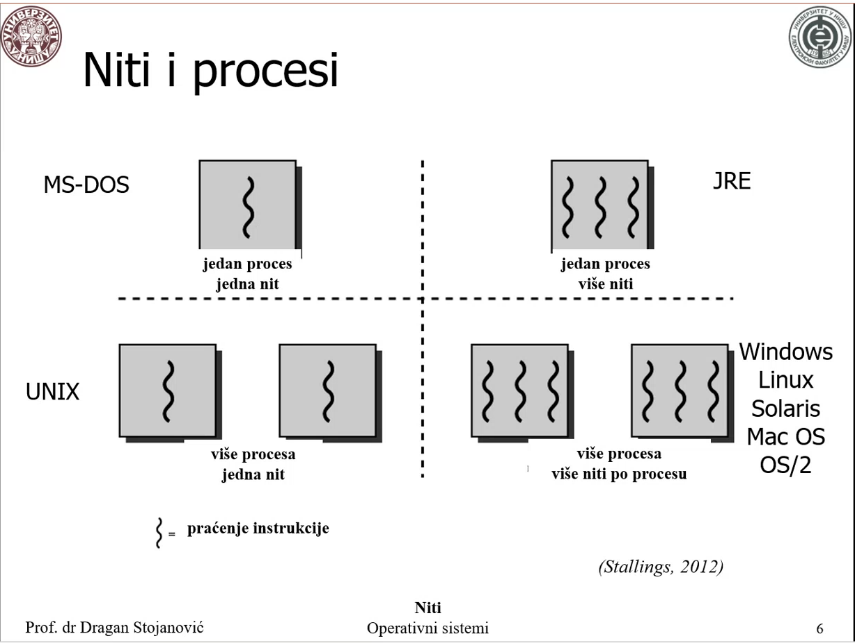 Niti i procesi
MS-DOS
JRE
jedan proces
jedna nit
jedan proces
više niti
UNIX
Windows
Linux
Solaris
Mac OS
OS/2
više procesa
jedna nit
više procesa
više niti po procesu
= praćenje instrukcije
(Stallings, 2012)
Niti
Prof. dr Dragan Stojanović
Operativni sistemi
6